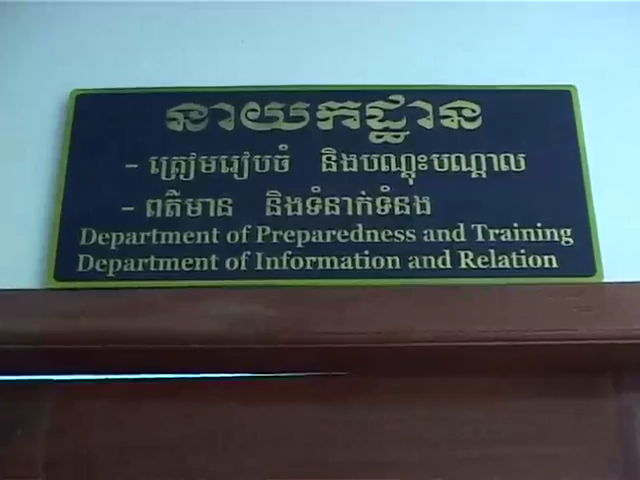 នាយកដ្ឋាន
- ត្រៀមរៀបចំ និងបណ្តុះបណ្តាល
- ពត៌មាន និងទំនាក់ទំនង
Department of Preparedness and Training
Department of Information and Relation